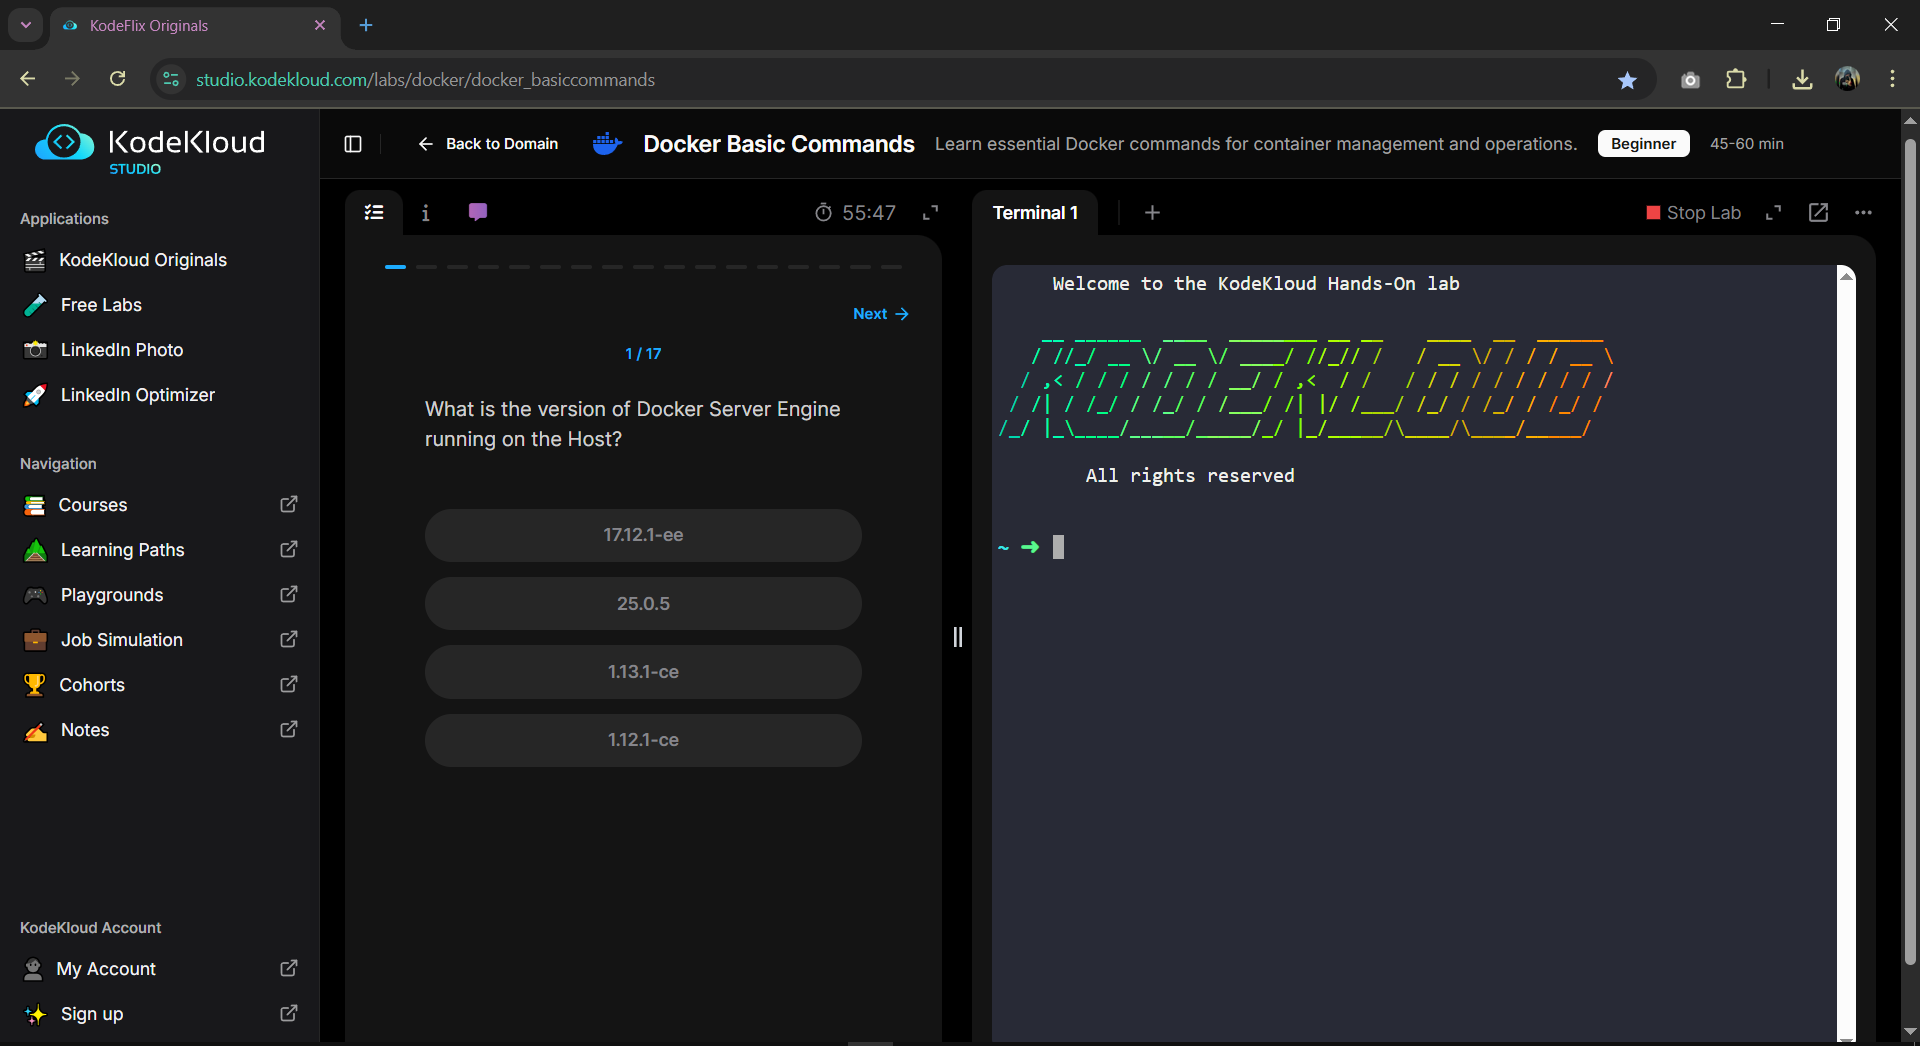 KodeFlix Originals
studio.kodekloud.com/labs/docker/docker_basiccommands
KodeKloud
STUDIO
Applications
KodeKloud Originals
Free Labs
LinkedIn Photo
LinkedIn Optimizer
Navigation
Courses
Learning Paths
Playgrounds
Job Simulation
Cohorts
Notes
KodeKloud Account
My Account
Sign up
Back to Domain
Docker Basic Commands
Learn essential Docker commands for container management and operations.
Beginner
45-60 min
55:47
Next →
1 / 17
What is the version of Docker Server Engine
running on the Host?
17.12.1-ee
25.0.5
1.13.1-ce
1.12.1-ce
Terminal 1
Stop Lab
Welcome to the KodeKloud Hands-On lab
KODEKLOUD
All rights reserved
~ ➜